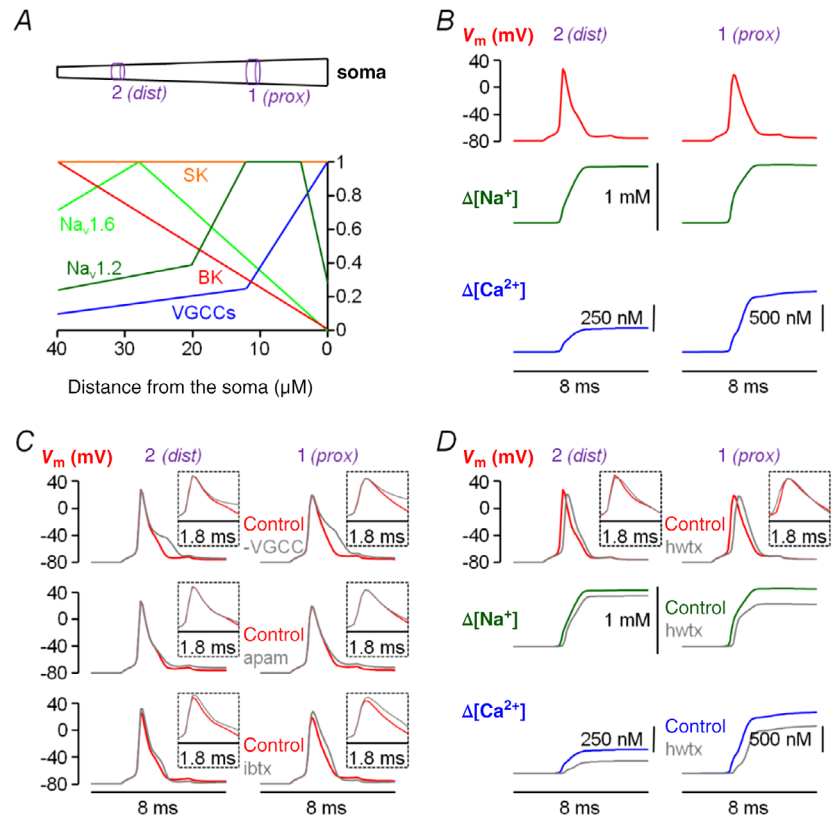 A
soma
2 (dist)
1 (prox)
SK
Nav1.6
Nav1.2
BK
VGCCs
1
0.8
0.6
0.4
0.2
0
40
30
20
10
0
Distance from the soma (μM)
B
Vm (mV)
2 (dist)
1 (prox)
40
0
-40
-80
Δ[Na⁺]
1 mM
Δ[Ca²⁺]
250 nM
500 nM
8 ms
8 ms
C
Vm (mV)
2 (dist)
1 (prox)
40
0
-40
-80
1.8 ms
Control
-VGCC
1.8 ms
40
0
-40
-80
1.8 ms
Control
apam
1.8 ms
40
0
-40
-80
1.8 ms
Control
ibtx
1.8 ms
8 ms
8 ms
D
Vm (mV)
2 (dist)
1 (prox)
40
0
-40
-80
1.8 ms
Control
hwtx
1.8 ms
Δ[Na⁺]
1 mM
Control
hwtx
Δ[Ca²⁺]
250 nM
Control
hwtx
500 nM
8 ms
8 ms